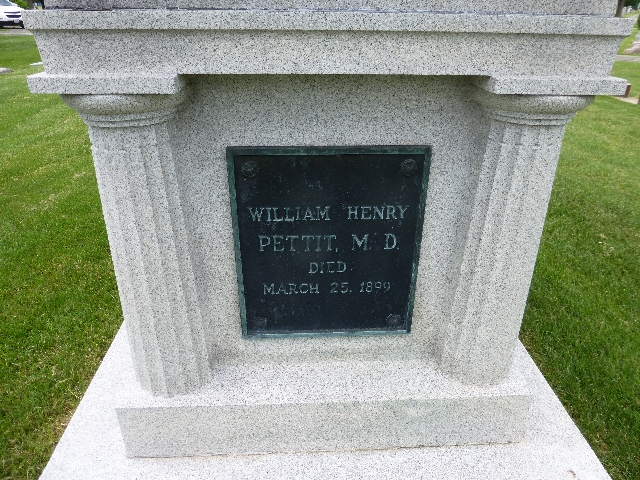 WILLIAM HENRY
PETTIT, M. D.
DIED
MARCH 25, 1899